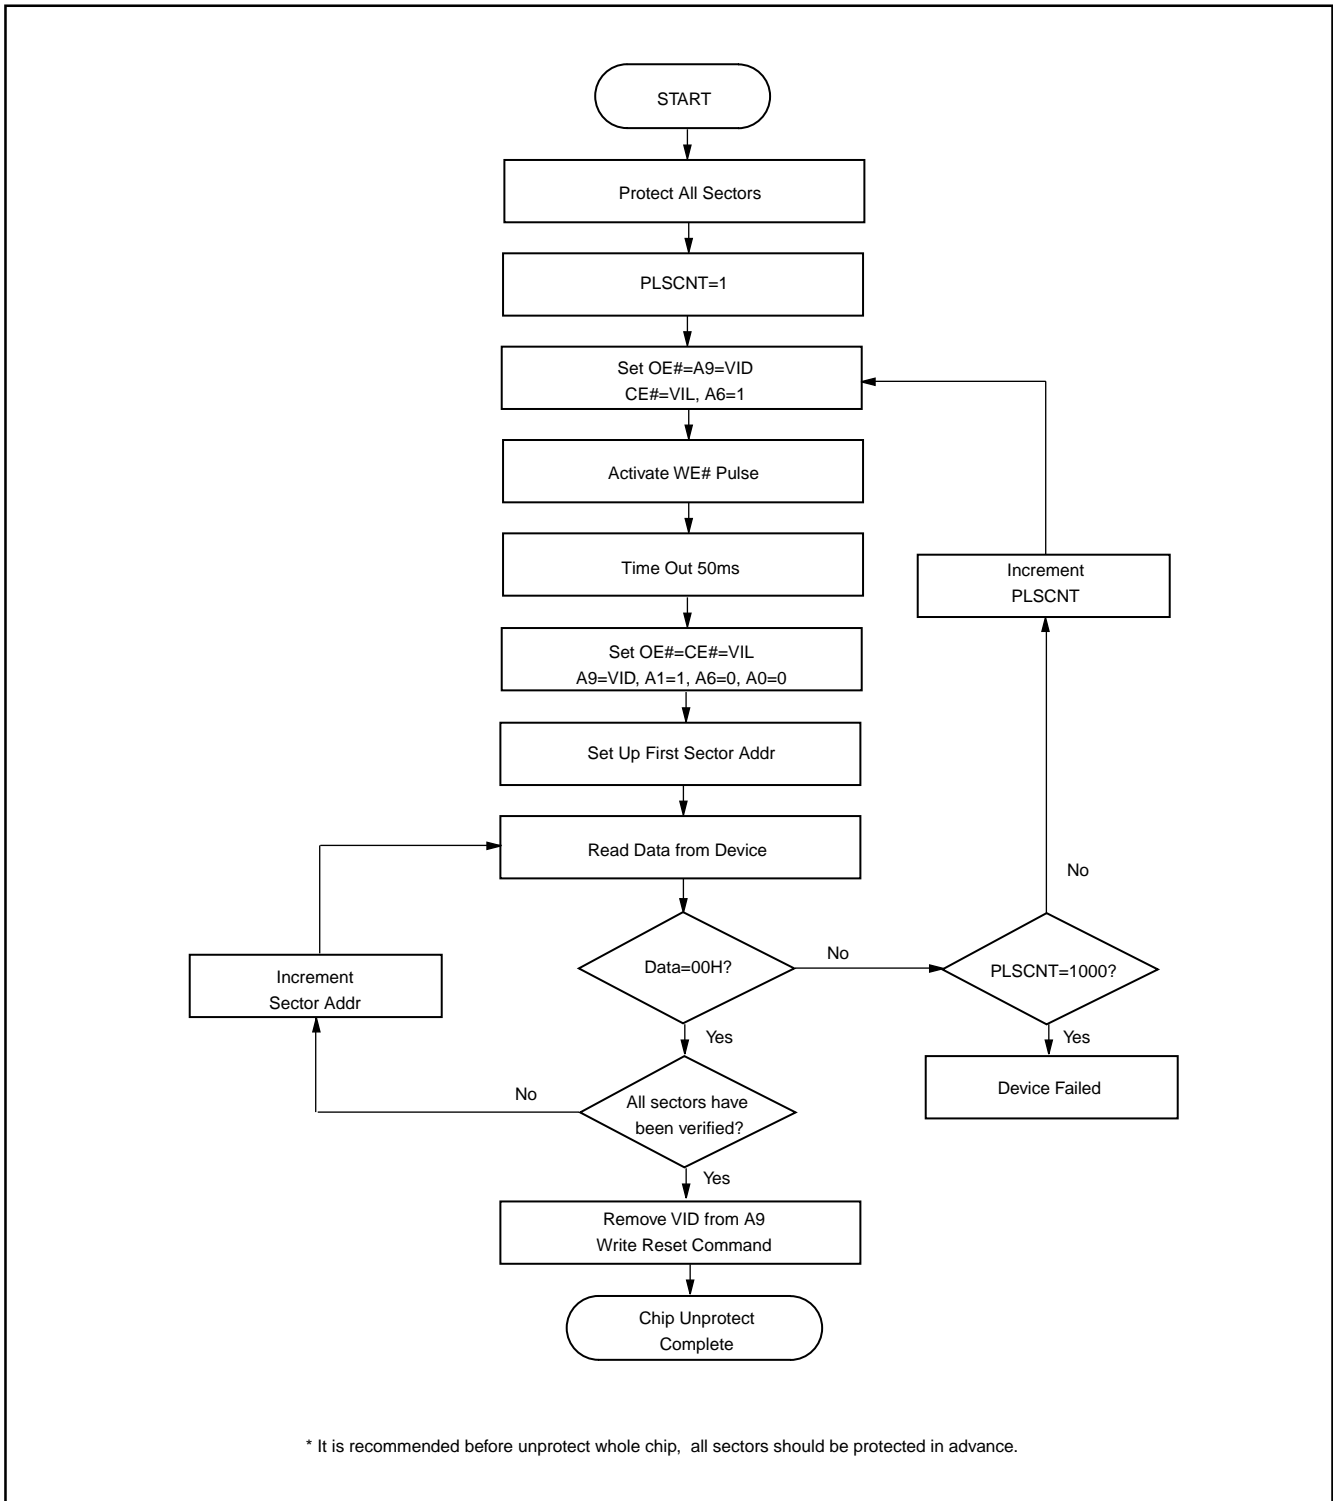 START
Protect All Sectors
PLSCNT=1
Set OE#=A9=VID
CE#=VIL, A6=1
Activate WE# Pulse
Time Out 50ms
Increment
PLSCNT
Set OE#=CE#=VIL
A9=VID, A1=1, A6=0, A0=0
Set Up First Sector Addr
Read Data from Device
No
Data=00H?
No
PLSCNT=1000?
Increment
Sector Addr
Yes
Yes
Device Failed
No
All sectors have
been verified?
Yes
Remove VID from A9
Write Reset Command
Chip Unprotect
Complete
* It is recommended before unprotect whole chip, all sectors should be protected in advance.